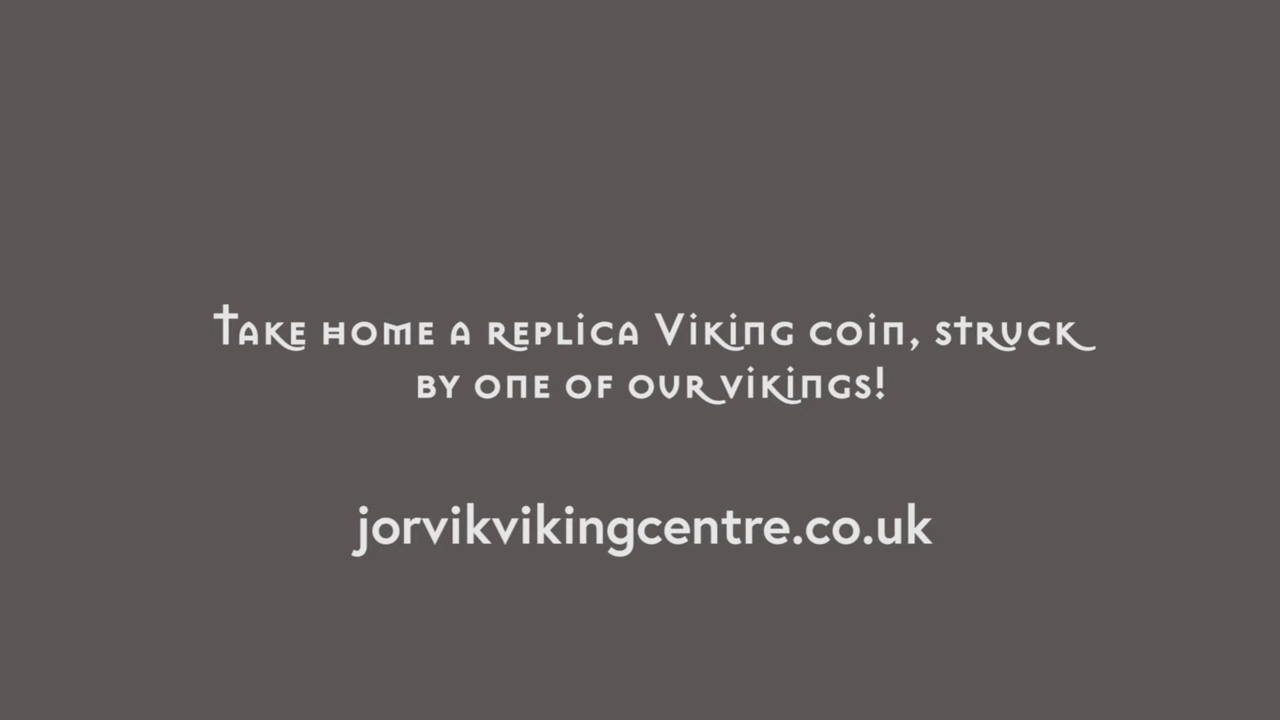 Take home a replica Viking coin, struck
by one of our vikings!
jorvikvikingcentre.co.uk